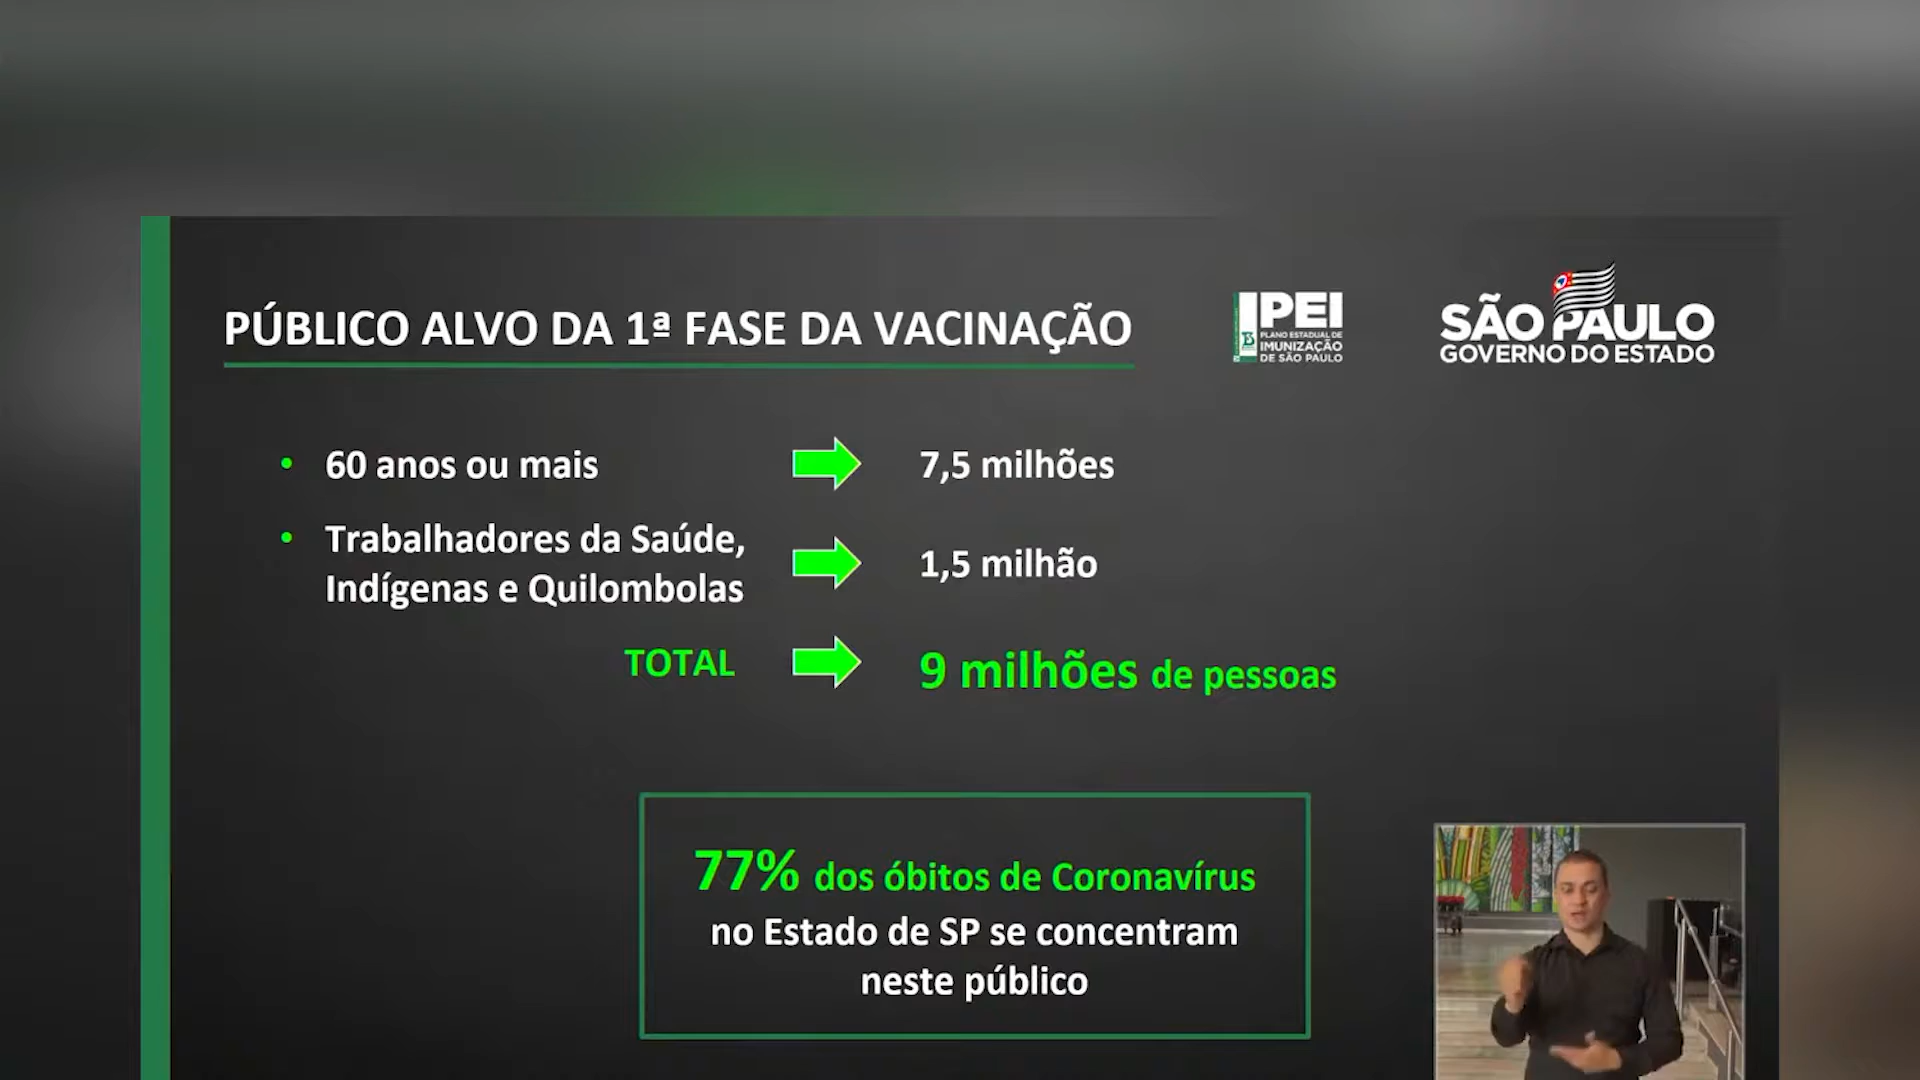 PÚBLICO ALVO DA 1ª FASE DA VACINAÇÃO
IPEI
PLANO ESTADUAL DE
IMUNIZAÇÃO
DE SÃO PAULO
SÃO PAULO
GOVERNO DO ESTADO
• 60 anos ou mais 7,5 milhões
• Trabalhadores da Saúde,
Indígenas e Quilombolas
1,5 milhão
TOTAL 9 milhões de pessoas
77% dos óbitos de Coronavírus
no Estado de SP se concentram
neste público